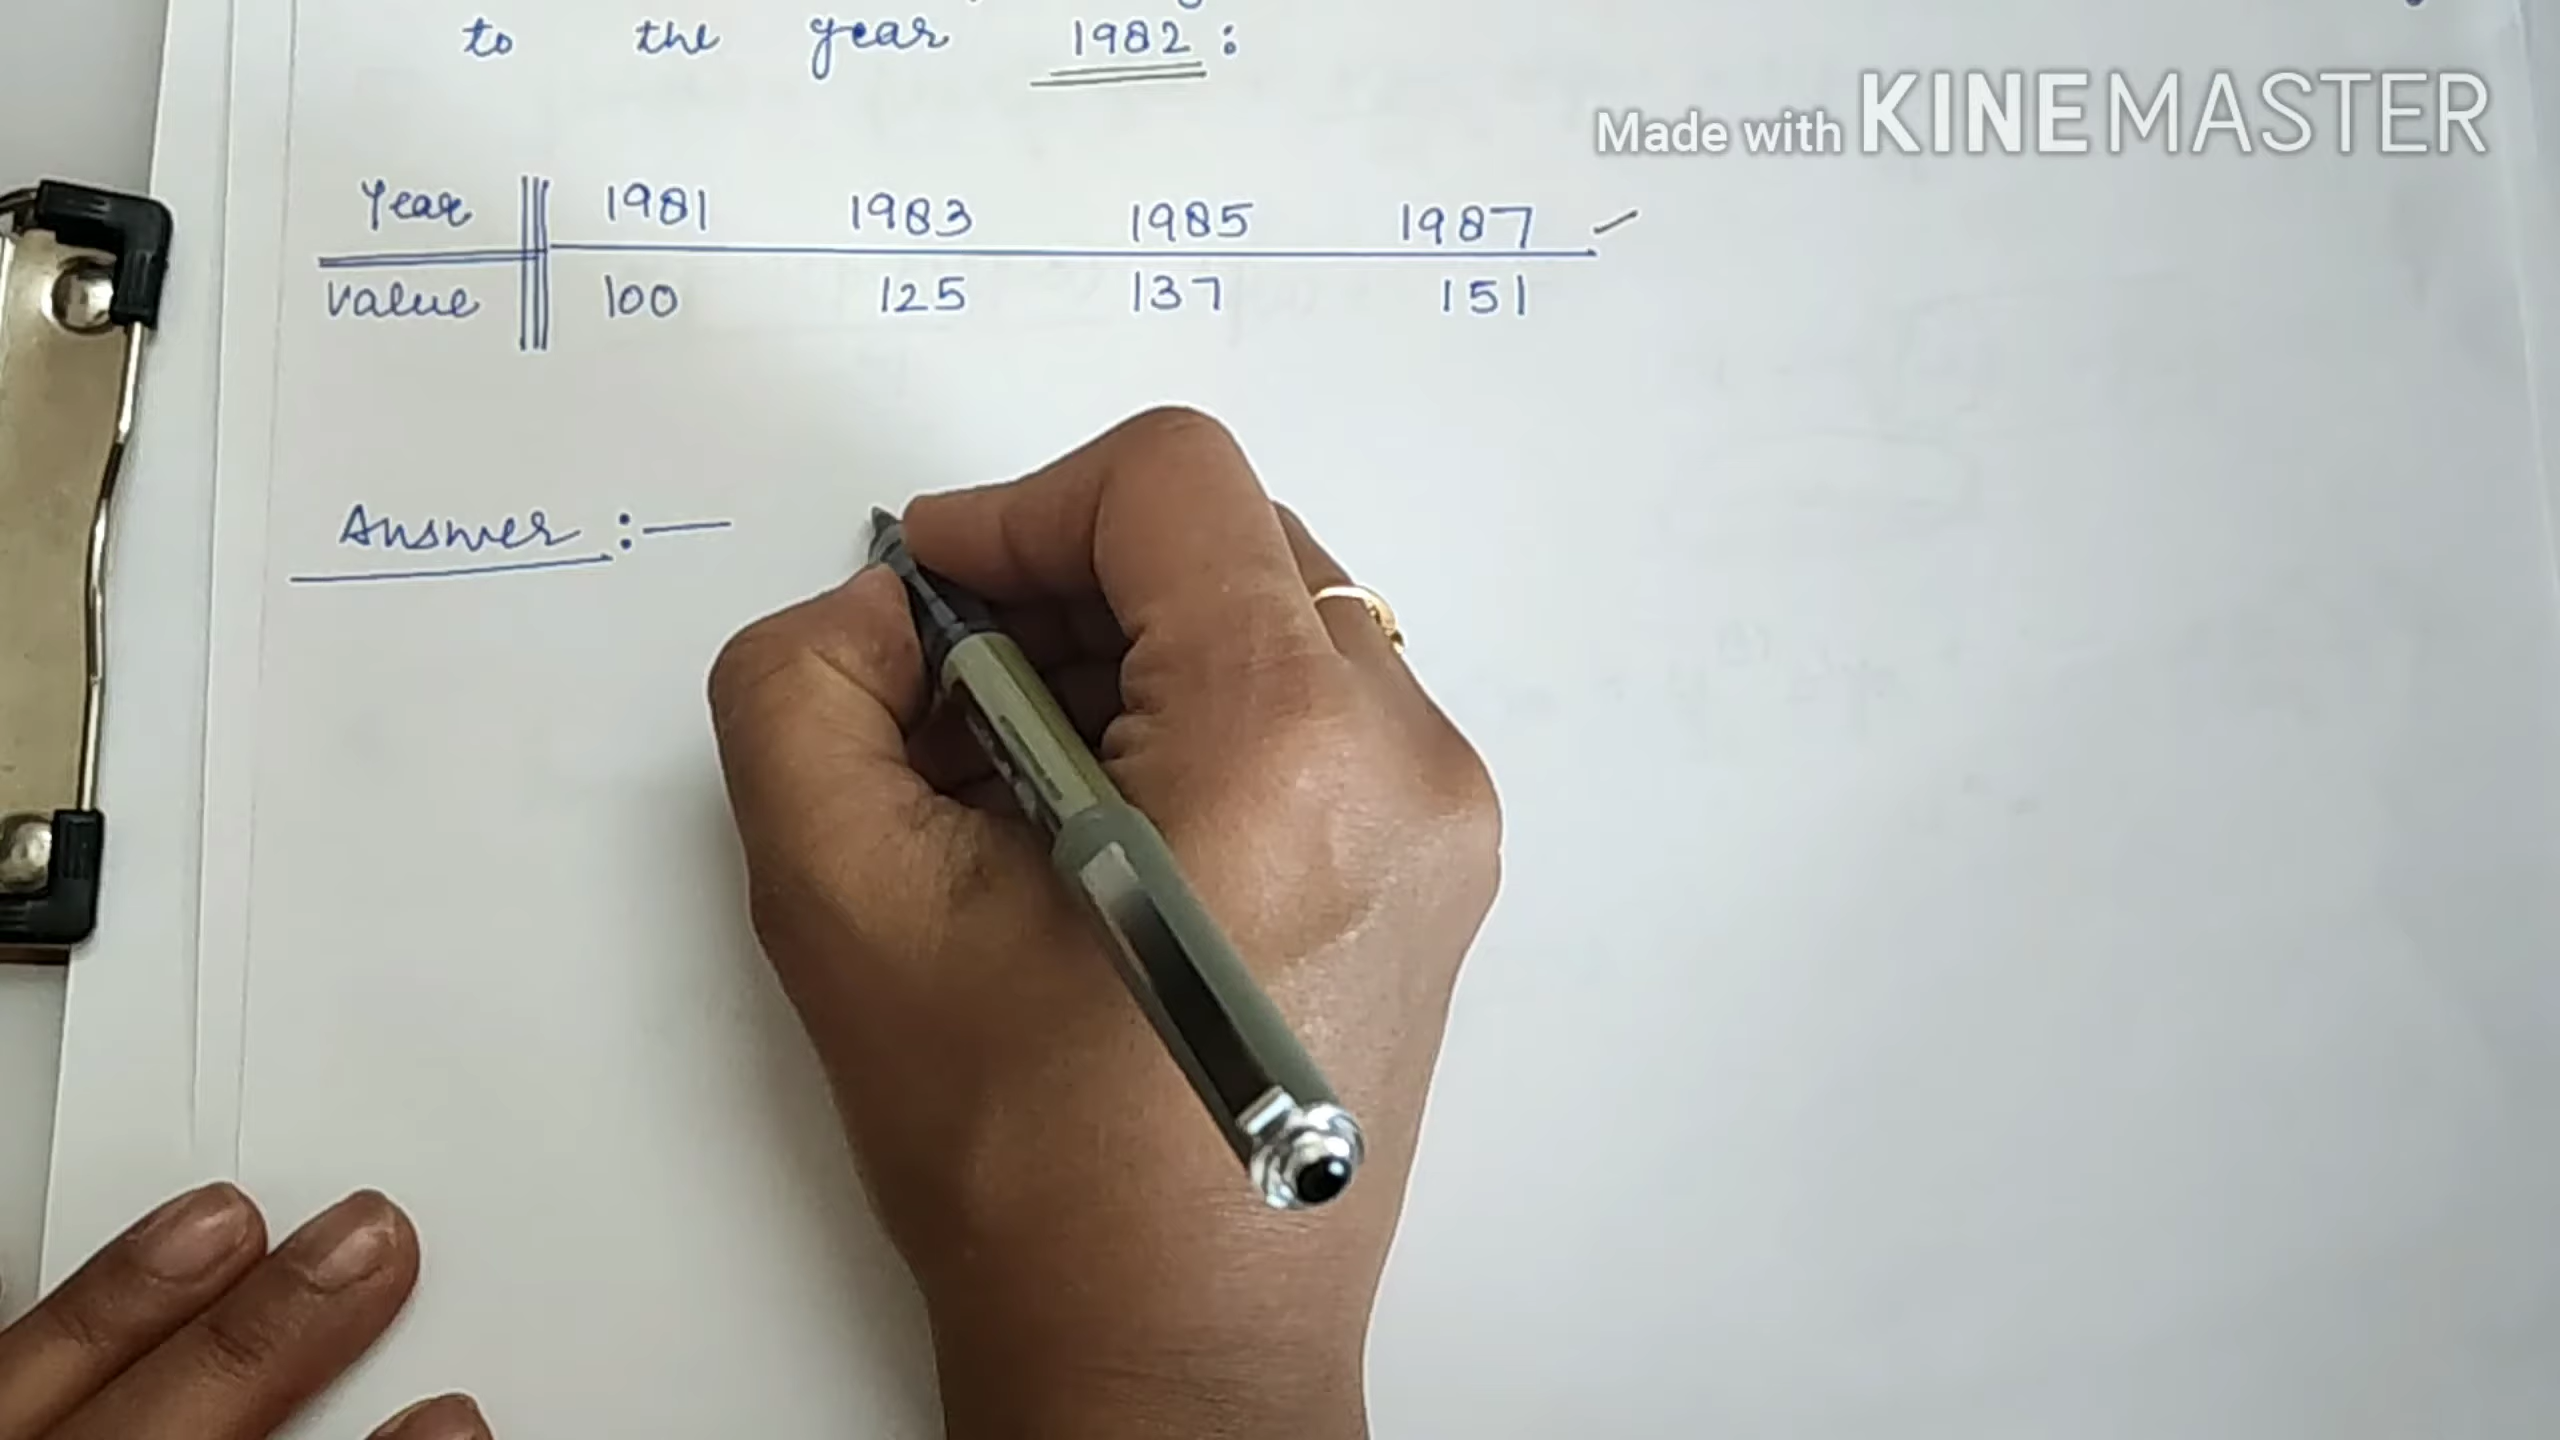 to the year 1982 :
Made with KINEMASTER
Year 1981 1983 1985 1987
value 100 125 137 151
Answer :—